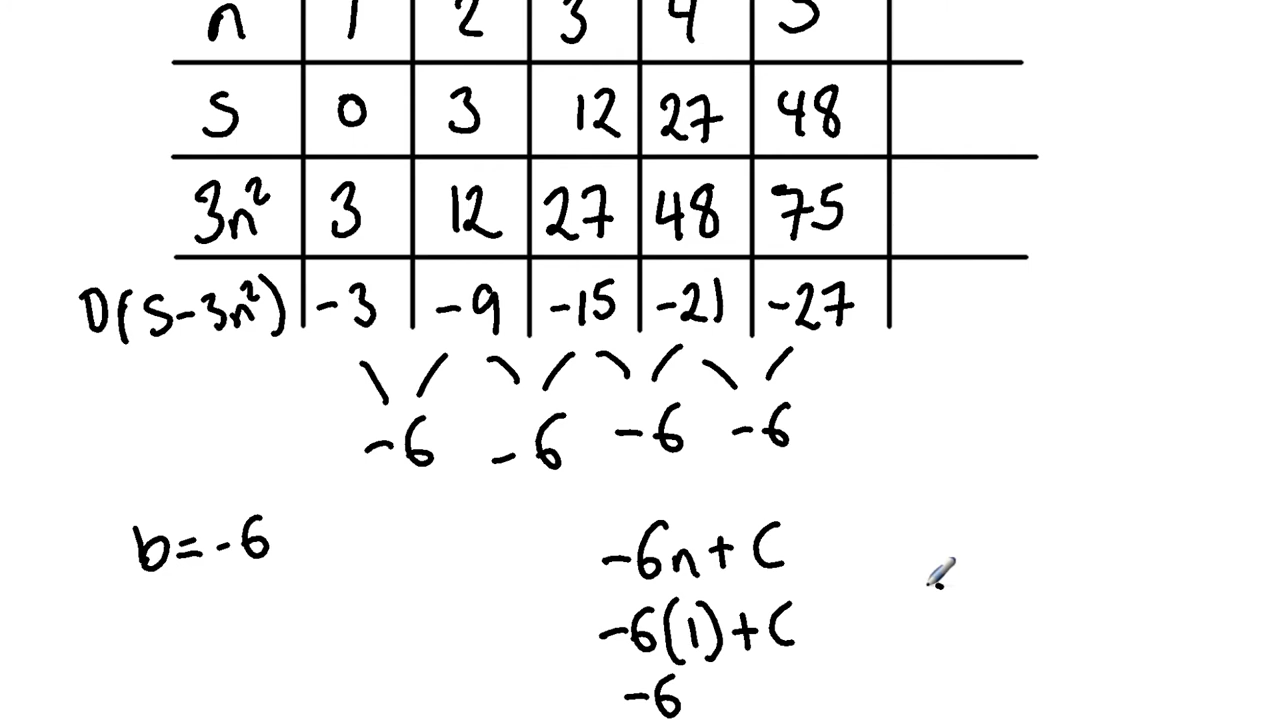 n 1 2 3 4 5
S 0 3 12 27 48
3n² 3 12 27 48 75
D(S-3n²) -3 -9 -15 -21 -27
-6 -6 -6 -6
b=-6
-6n+C
-6(1)+C
-6